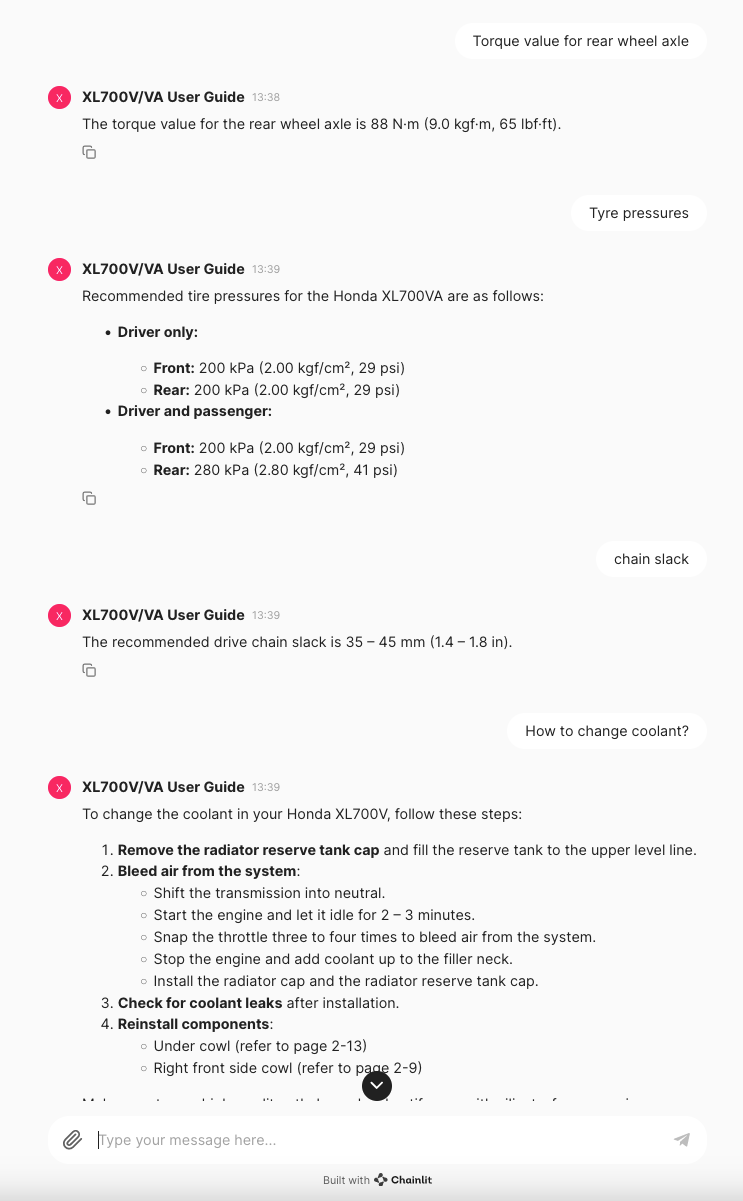 Torque value for rear wheel axle
X
XL700V/VA User Guide 13:38
The torque value for the rear wheel axle is 88 N·m (9.0 kgf·m, 65 lbf·ft).
Tyre pressures
X
XL700V/VA User Guide 13:39
Recommended tire pressures for the Honda XL700VA are as follows:
• Driver only:
○ Front: 200 kPa (2.00 kgf/cm², 29 psi)
○ Rear: 200 kPa (2.00 kgf/cm², 29 psi)
• Driver and passenger:
○ Front: 200 kPa (2.00 kgf/cm², 29 psi)
○ Rear: 280 kPa (2.80 kgf/cm², 41 psi)
chain slack
X
XL700V/VA User Guide 13:39
The recommended drive chain slack is 35 – 45 mm (1.4 – 1.8 in).
How to change coolant?
X
XL700V/VA User Guide 13:39
To change the coolant in your Honda XL700V, follow these steps:
1. Remove the radiator reserve tank cap and fill the reserve tank to the upper level line.
2. Bleed air from the system:
○ Shift the transmission into neutral.
○ Start the engine and let it idle for 2 – 3 minutes.
○ Snap the throttle three to four times to bleed air from the system.
○ Stop the engine and add coolant up to the filler neck.
○ Install the radiator cap and the radiator reserve tank cap.
3. Check for coolant leaks after installation.
4. Reinstall components:
○ Under cowl (refer to page 2-13)
○ Right front side cowl (refer to page 2-9)
Type your message here...
Built with Chainlit